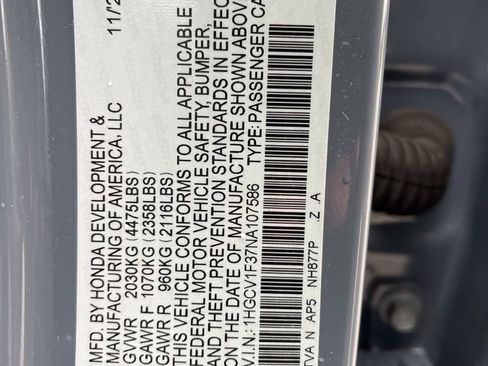 MFD. BY HONDA DEVELOPMENT & 11/2
MANUFACTURING OF AMERICA, LLC
GVWR 2030KG (4475LBS)
GAWR F 1070KG (2358LBS)
GAWR R 960KG (2116LBS)
THIS VEHICLE CONFORMS TO ALL APPLICABLE
FEDERAL MOTOR VEHICLE SAFETY, BUMPER,
AND THEFT PREVENTION STANDARDS IN EFFEC
ON THE DATE OF MANUFACTURE SHOWN ABOV
V.I.N.: 1HGCV1F37NA107586 TYPE: PASSENGER CA
TVA N AP5 NH877P Z A